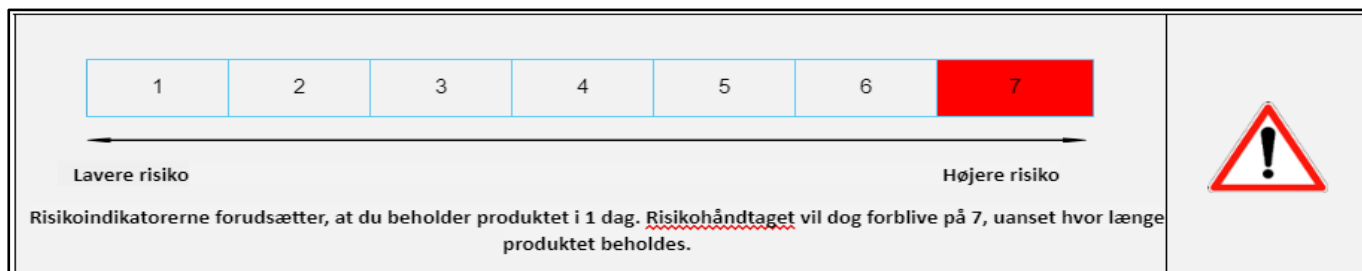 1 2 3 4 5 6 7
Lavere risiko Højere risiko
Risikoindikatorerne forudsætter, at du beholder produktet i 1 dag. Risikohåndtaget vil dog forblive på 7, uanset hvor længe
produktet beholdes.